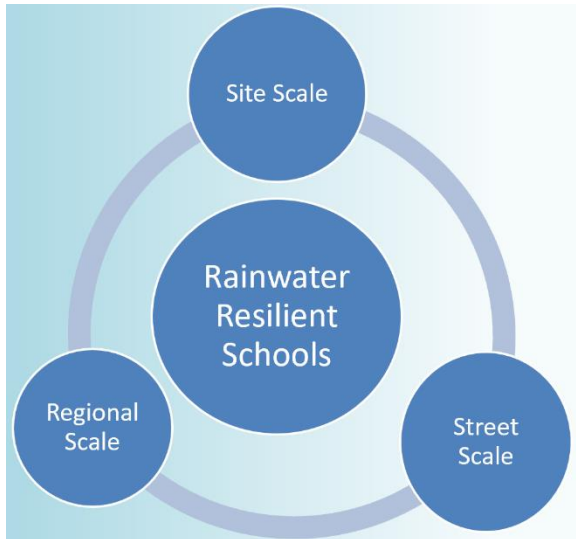 Site Scale
Rainwater
Resilient
Schools
Regional
Scale
Street
Scale